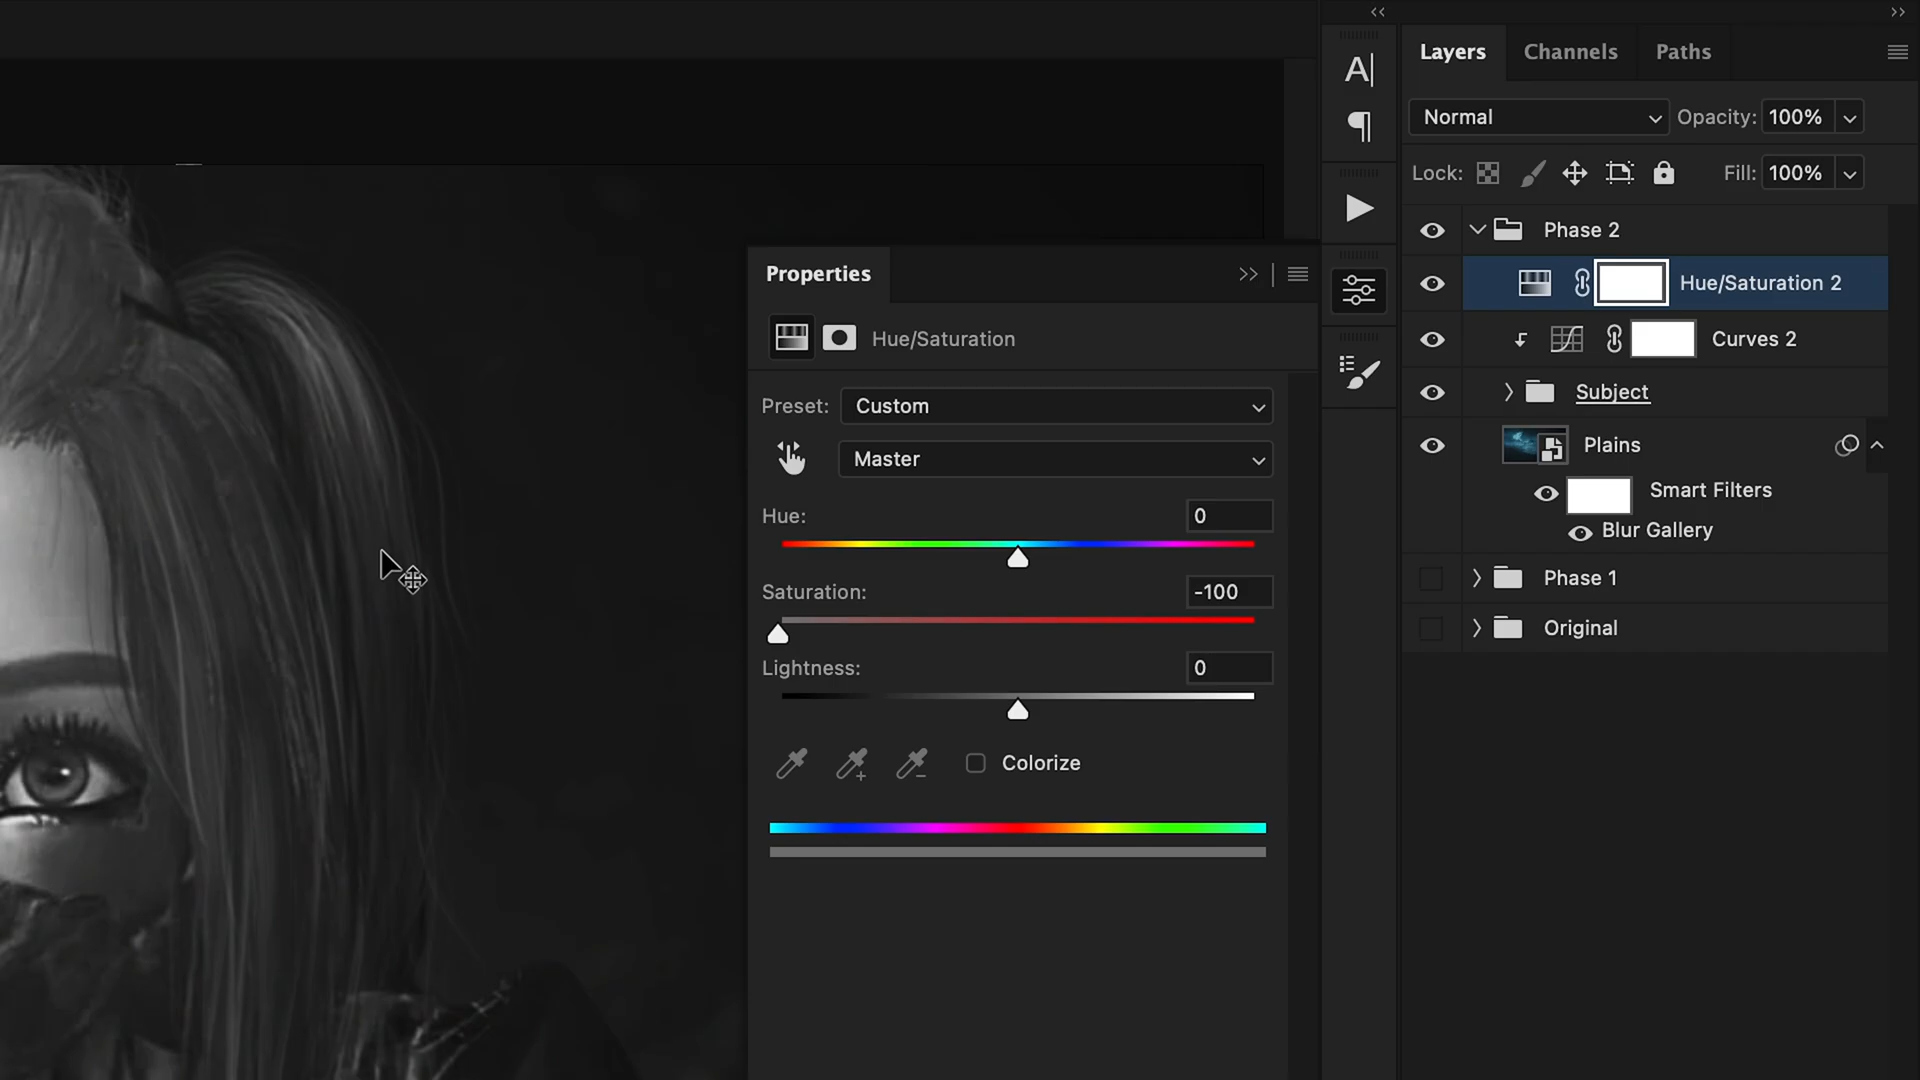 Layers Channels Paths
Normal Opacity: 100%
Lock: Fill: 100%
Phase 2
Hue/Saturation 2
Curves 2
Subject
Plains
Smart Filters
Blur Gallery
Phase 1
Original
Properties
Hue/Saturation
Preset: Custom
Master
Hue: 0
Saturation: -100
Lightness: 0
Colorize